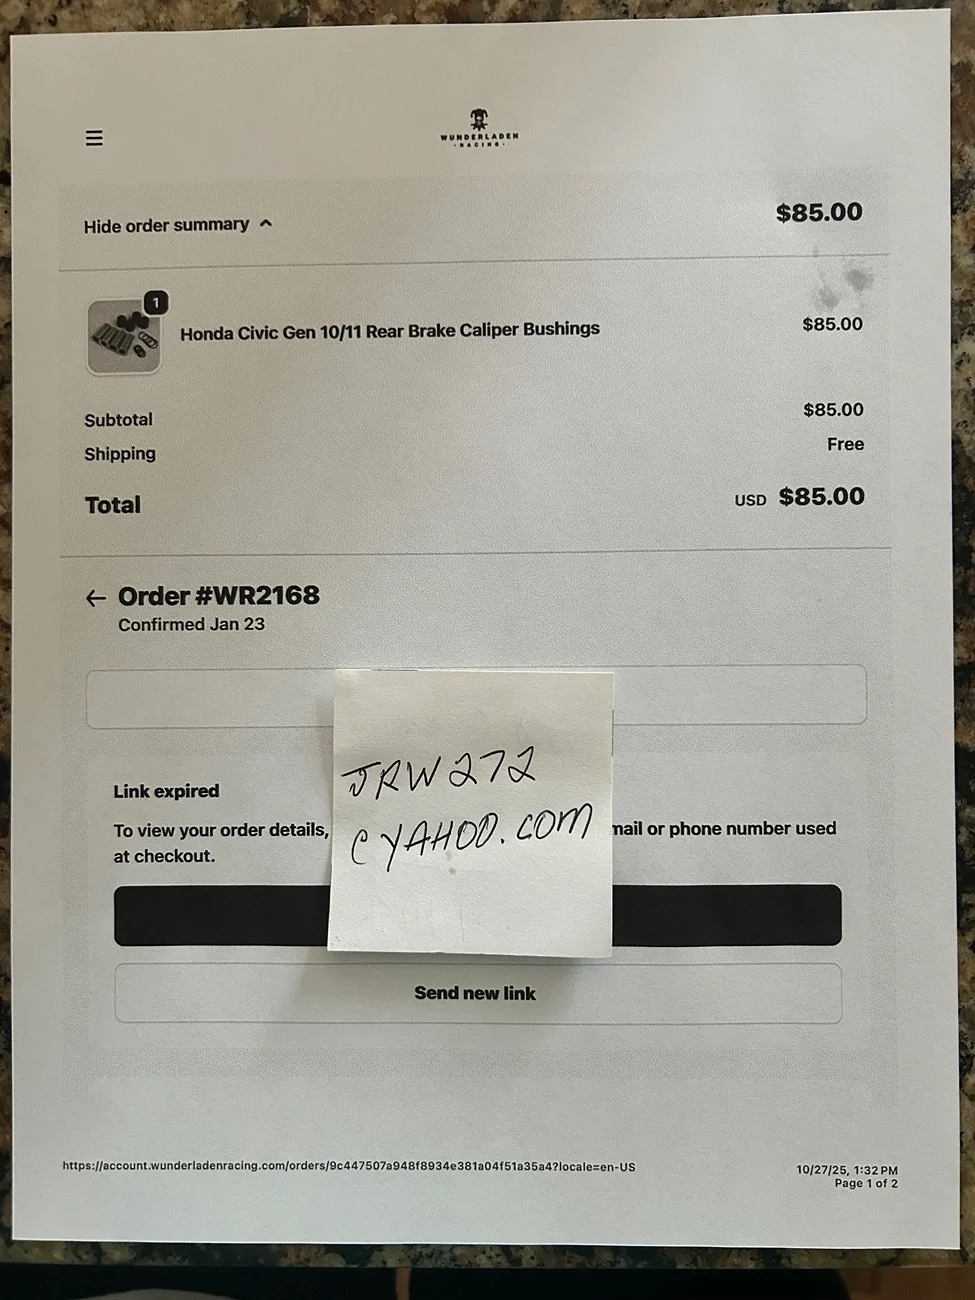 WUNDERLADEN
·RACING·
Hide order summary
$85.00
1
Honda Civic Gen 10/11 Rear Brake Caliper Bushings
$85.00
Subtotal
$85.00
Shipping
Free
Total
USD $85.00
Order #WR2168
Confirmed Jan 23
JRW272
@YAHOO.COM
Link expired
To view your order details, mail or phone number used
at checkout.
Send new link
https://account.wunderladenracing.com/orders/9c447507a948f8934e381a04f51a35a4?locale=en-US
10/27/25, 1:32 PM
Page 1 of 2